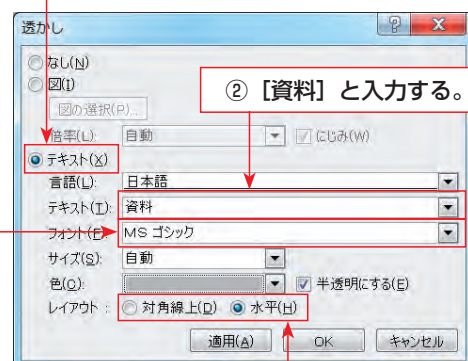 透かし
なし(N)
図(I)
② [資料] と入力する。
図の選択(P)...
倍率(L): 自動 にじみ(W)
テキスト(X)
言語(L): 日本語
テキスト(T): 資料
フォント(F): MS ゴシック
サイズ(S): 自動
色(C): 半透明にする(E)
レイアウト: 対角線上(D) 水平(H)
適用(A) OK キャンセル